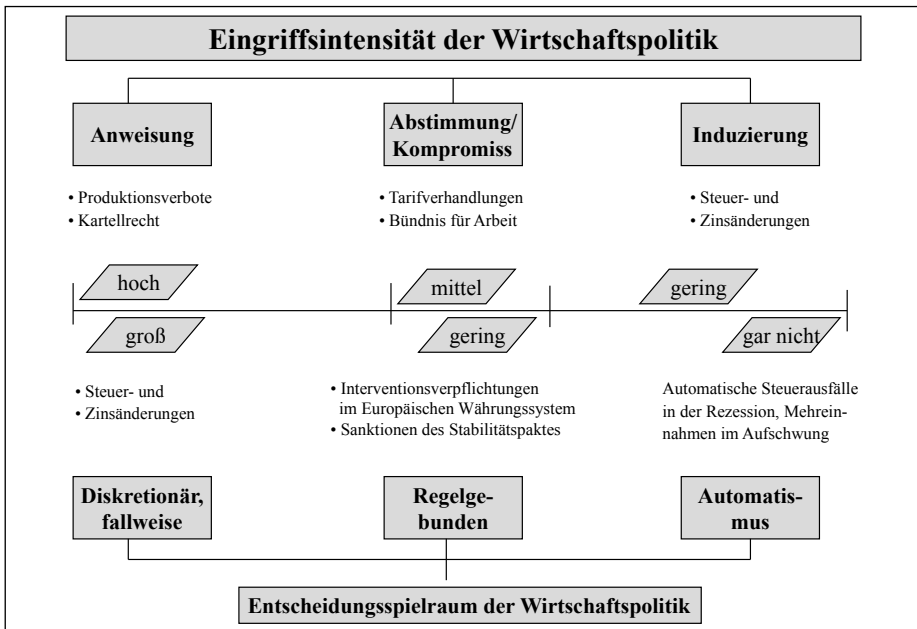 Eingriffsintensität der Wirtschaftspolitik
Anweisung
Abstimmung/
Kompromiss
Induzierung
• Produktionsverbote
• Kartellrecht
• Tarifverhandlungen
• Bündnis für Arbeit
• Steuer- und
• Zinsänderungen
hoch
mittel
gering
groß
gering
gar nicht
• Steuer- und
• Zinsänderungen
• Interventionsverpflichtungen
im Europäischen Währungssystem
• Sanktionen des Stabilitätspaktes
Automatische Steuerausfälle
in der Rezession, Mehrein-
nahmen im Aufschwung
Diskretionär,
fallweise
Regelge-
bunden
Automatis-
mus
Entscheidungsspielraum der Wirtschaftspolitik